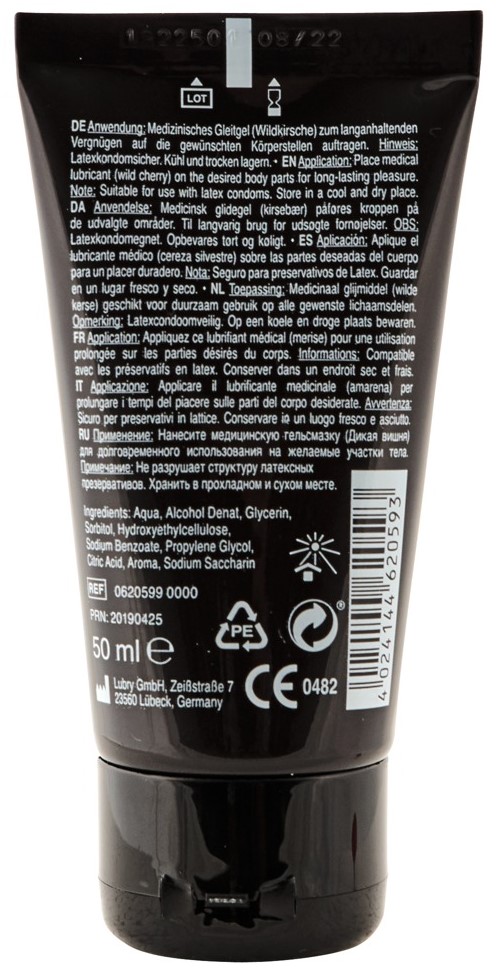 08/22
LOT
DE Anwendung: Medizinisches Gleitgel (Wildkirsche) zum langanhaltenden
Vergnügen auf die gewünschten Körperstellen auftragen. Hinweis:
Latexkondomsicher. Kühl und trocken lagern. • EN Application: Place medical
lubricant (wild cherry) on the desired body parts for long-lasting pleasure.
Note: Suitable for use with latex condoms. Store in a cool and dry place.
DA Anvendelse: Medicinsk glidegel (kirsebær) påføres kroppen på
de udvalgte områder. Til langvarig brug for udsøgte fornøjelser. OBS:
Latexkondomegnet. Opbevares tørt og køligt. • ES Aplicación: Aplique el
lubricante médico (cereza silvestre) sobre las partes deseadas del cuerpo
para un placer duradero. Nota: Seguro para preservativos de Latex. Guardar
en un lugar fresco y seco. • NL Toepassing: Medicinaal glijmiddel (wilde
kerse) geschikt voor duurzaam gebruik op alle gewenste lichaamsdelen.
Opmerking: Latexcondoomveilig. Op een koele en droge plaats bewaren.
FR Application: Appliquez ce lubrifiant médical (merise) pour une utilisation
prolongée sur les parties désirés du corps. Informations: Compatible
avec les préservatifs en latex. Conserver dans un endroit sec et frais.
IT Applicazione: Applicare il lubrificante medicinale (amarena) per
prolungare i tempi del piacere sulle parti del corpo desiderate. Avvertenza:
Sicuro per preservativi in lattice. Conservare in un luogo fresco e asciutto.
RU Применение: Нанесите медицинскую гельсмазку (Дикая вишня)
для долговременного использования на желаемые участки тела.
Примечание: Не разрушает структуру латексных
презервативов. Хранить в прохладном и сухом месте.
Ingredients: Aqua, Alcohol Denat, Glycerin,
Sorbitol, Hydroxyethylcellulose,
Sodium Benzoate, Propylene Glycol,
Citric Acid, Aroma, Sodium Saccharin
REF 0620599 0000
PRN: 20190425
PE
50 ml ℮
Lubry GmbH, Zeißstraße 7
23560 Lübeck, Germany
CE 0482
4 024144 620593